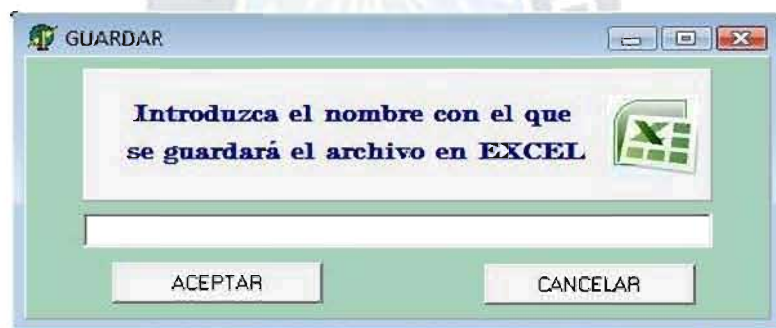 GUARDAR
Introduzca el nombre con el que
se guardará el archivo en EXCEL
ACEPTAR
CANCELAR